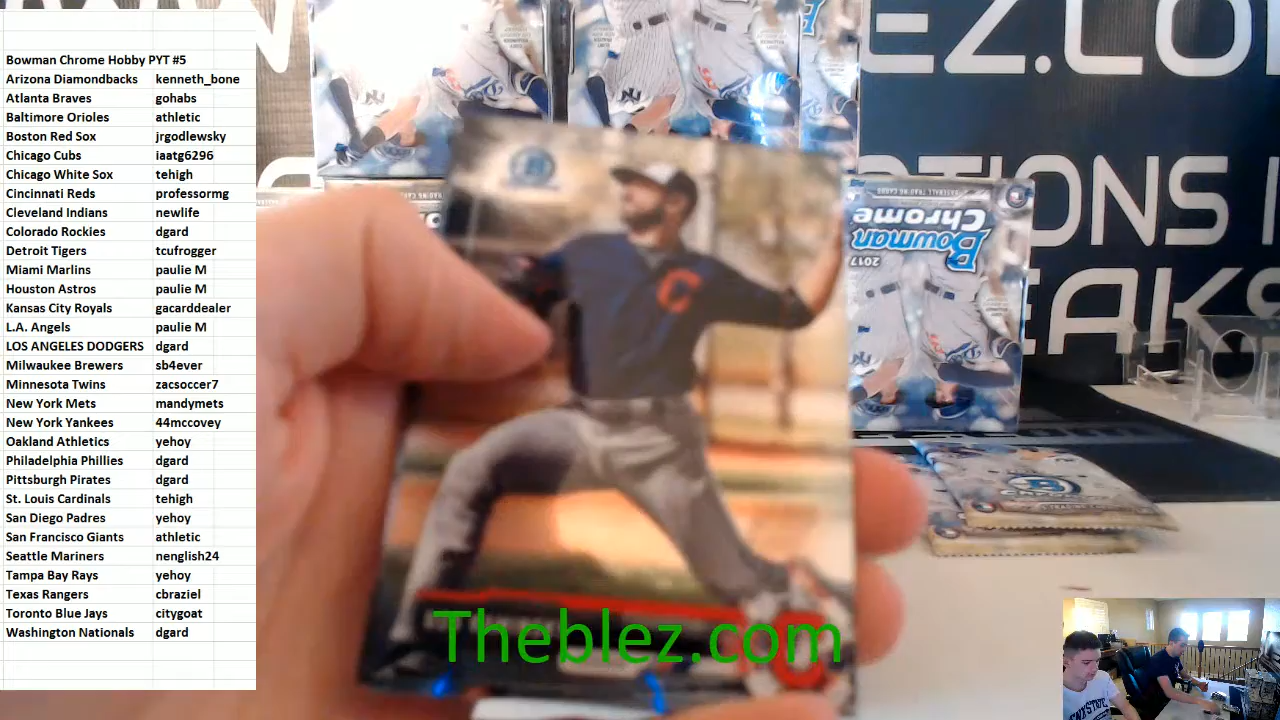 Bowman Chrome Hobby PYT #5
Arizona Diamondbacks kenneth_bone
Atlanta Braves gohabs
Baltimore Orioles athletic
Boston Red Sox jrgodlewsky
Chicago Cubs iaatg6296
Chicago White Sox tehigh
Cincinnati Reds professormg
Cleveland Indians newlife
Colorado Rockies dgard
Detroit Tigers tcufrogger
Miami Marlins paulie M
Houston Astros paulie M
Kansas City Royals gacarddealer
L.A. Angels paulie M
LOS ANGELES DODGERS dgard
Milwaukee Brewers sb4ever
Minnesota Twins zacsoccer7
New York Mets mandymets
New York Yankees 44mccovey
Oakland Athletics yehoy
Philadelphia Phillies dgard
Pittsburgh Pirates dgard
St. Louis Cardinals tehigh
San Diego Padres yehoy
San Francisco Giants athletic
Seattle Mariners nenglish24
Tampa Bay Rays yehoy
Texas Rangers cbraziel
Toronto Blue Jays citygoat
Washington Nationals dgard
EZ.CO
IONS
EAKS
2017
Bowman
Chrome
C
B
Theblez.com
C